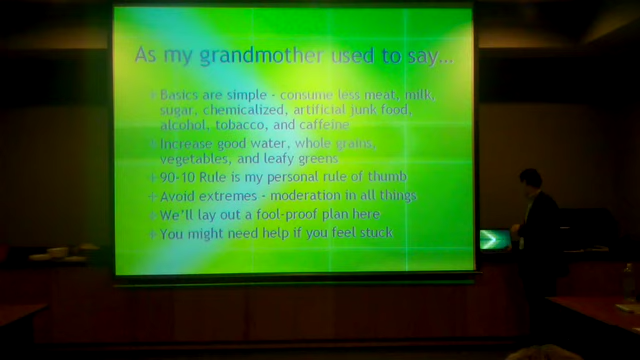 As my grandmother used to say...
Basics are simple - consume less meat, milk,
sugar, chemicalized, artificial junk food,
alcohol, tobacco, and caffeine
Increase good water, whole grains,
vegetables, and leafy greens
90-10 Rule is my personal rule of thumb
Avoid extremes - moderation in all things
We'll lay out a fool-proof plan here
You might need help if you feel stuck